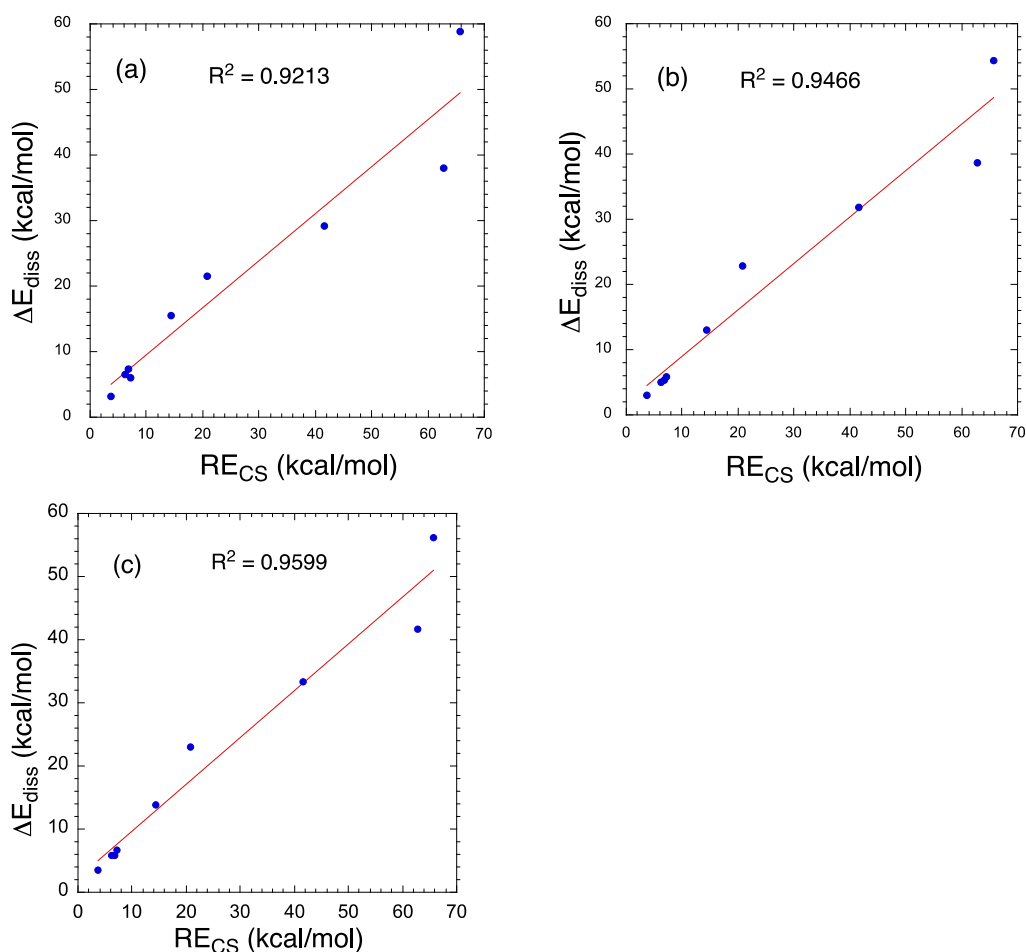 (a)
R² = 0.9213
ΔE_diss (kcal/mol)
60
50
40
30
20
10
0
0 10 20 30 40 50 60 70
RE_CS (kcal/mol)
(b)
R² = 0.9466
ΔE_diss (kcal/mol)
60
50
40
30
20
10
0
0 10 20 30 40 50 60 70
RE_CS (kcal/mol)
(c)
R² = 0.9599
ΔE_diss (kcal/mol)
60
50
40
30
20
10
0
0 10 20 30 40 50 60 70
RE_CS (kcal/mol)